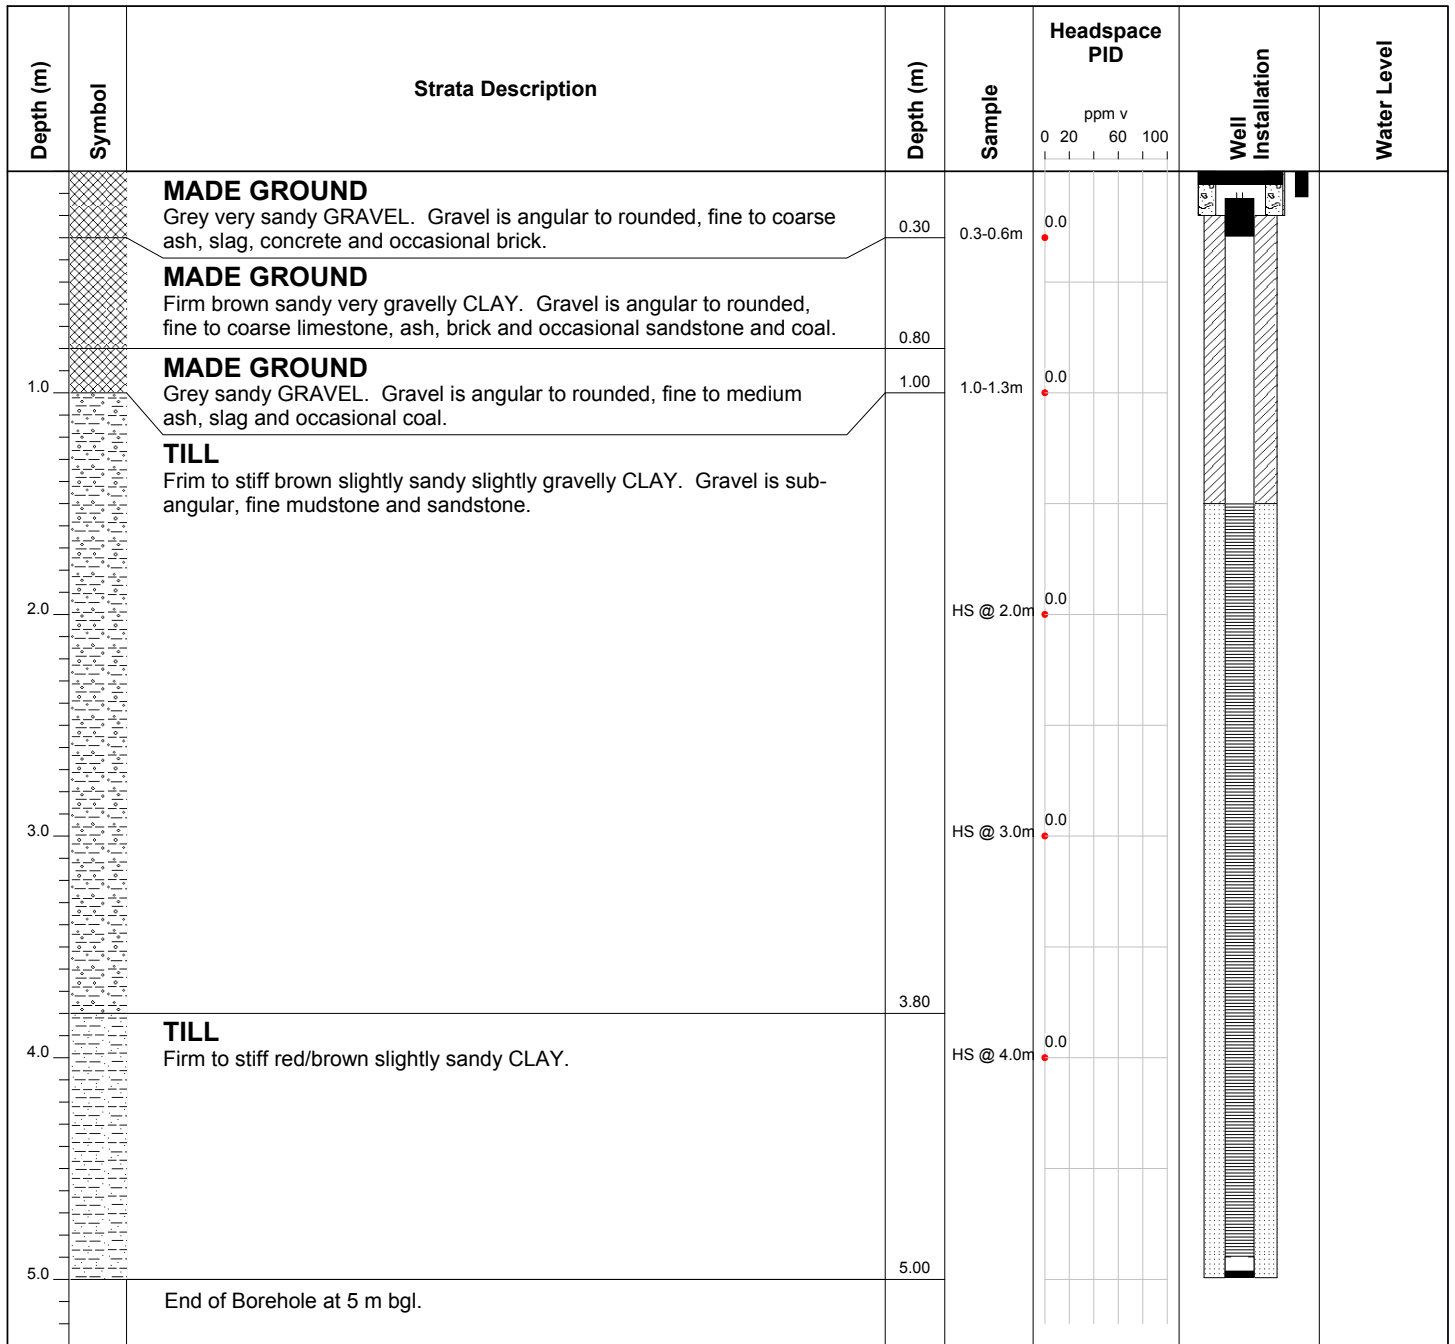 Depth (m)
Symbol
Strata Description
Depth (m)
Sample
Headspace
PID
ppm v
0 20 60 100
Well
Installation
Water Level
MADE GROUND
Grey very sandy GRAVEL. Gravel is angular to rounded, fine to coarse
ash, slag, concrete and occasional brick.
0.30
0.3-0.6m
0.0
MADE GROUND
Firm brown sandy very gravelly CLAY. Gravel is angular to rounded,
fine to coarse limestone, ash, brick and occasional sandstone and coal.
0.80
MADE GROUND
Grey sandy GRAVEL. Gravel is angular to rounded, fine to medium
ash, slag and occasional coal.
1.0
1.00
1.0-1.3m
0.0
TILL
Frim to stiff brown slightly sandy slightly gravelly CLAY. Gravel is sub-
angular, fine mudstone and sandstone.
2.0
HS @ 2.0m
0.0
3.0
HS @ 3.0m
0.0
3.80
TILL
Firm to stiff red/brown slightly sandy CLAY.
4.0
HS @ 4.0m
0.0
5.0
5.00
End of Borehole at 5 m bgl.